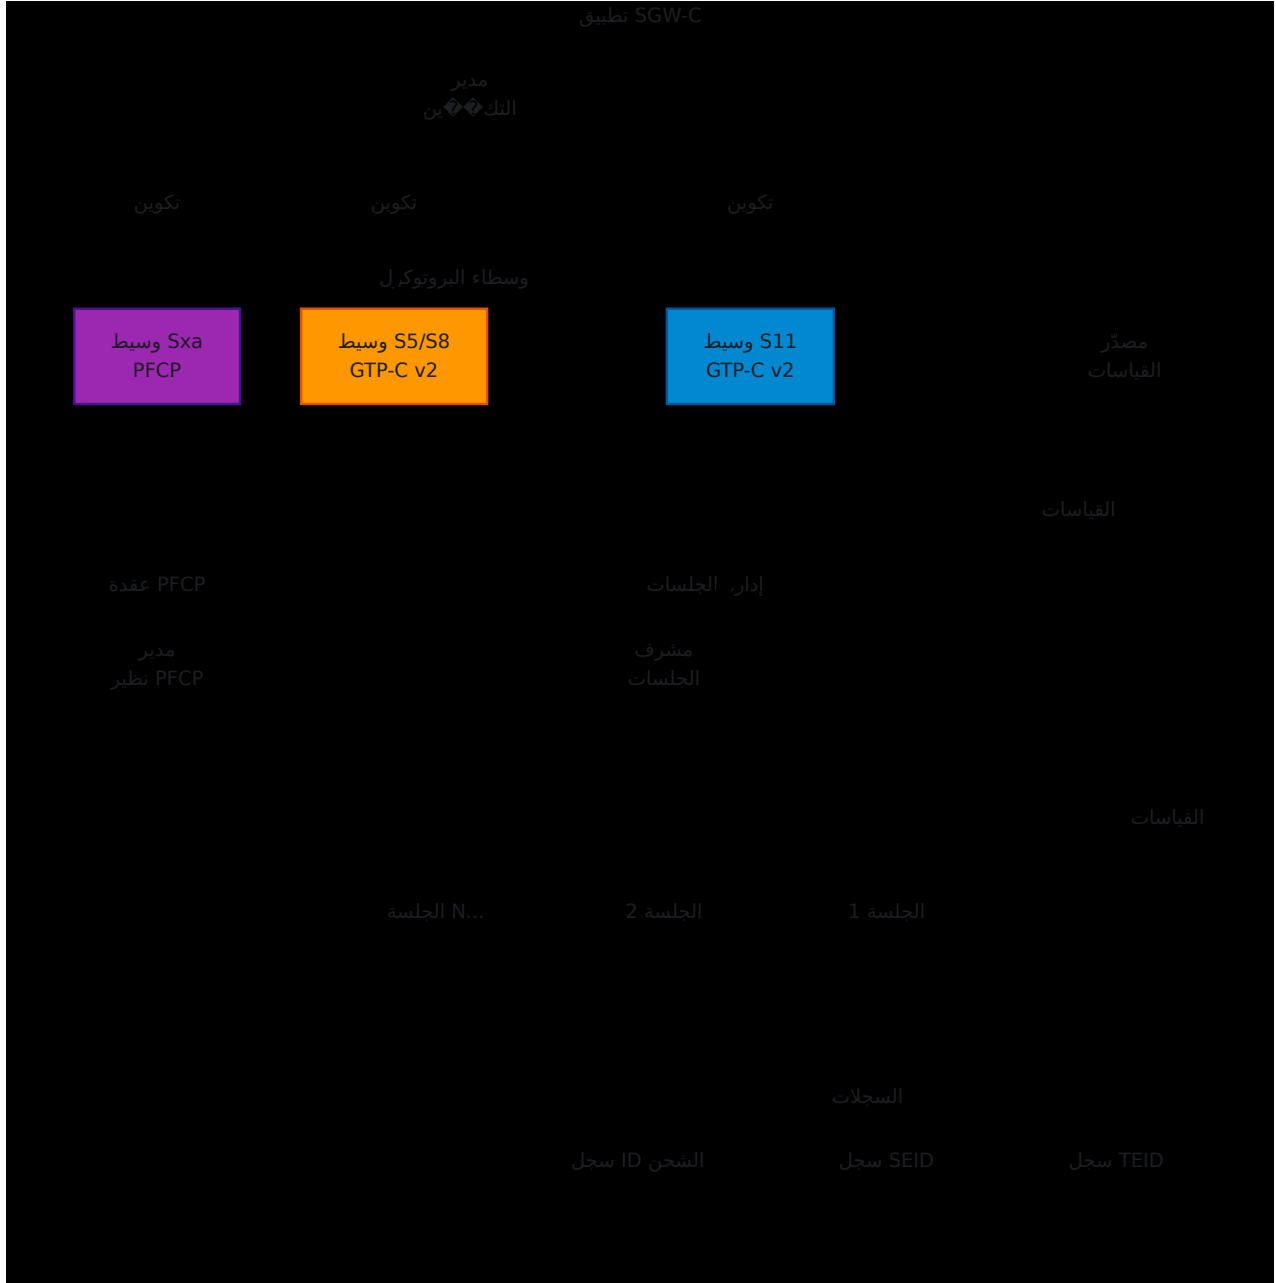 تطبيق SGW-C
مدير
التك��ين
تكوين
تكوين
تكوين
وسطاء البروتوكول
وسيط Sxa
PFCP
وسيط S5/S8
GTP-C v2
وسيط S11
GTP-C v2
مصدّر
القياسات
القياسات
عقدة PFCP
إدارة الجلسات
مدير
نظير PFCP
مشرف
الجلسات
القياسات
الجلسة N...
الجلسة 2
الجلسة 1
السجلات
سجل ID الشحن
سجل SEID
سجل TEID